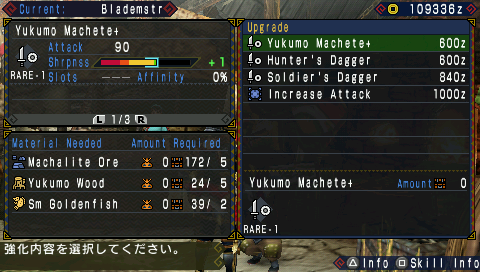 Current: Blademstr
109336z
Yukumo Machete+
Attack 90
Shrpnss +1
RARE-1 Slots --- Affinity 0%
L 1/3 R
Material Needed Amount Required
Machalite Ore 0 172/ 5
Yukumo Wood 0 24/ 5
Sm Goldenfish 0 39/ 2
強化内容を選択してください。
Upgrade
Yukumo Machete+ 600z
Hunter's Dagger 600z
Soldier's Dagger 840z
Increase Attack 1000z
Yukumo Machete+ Amount 0
RARE-1
Info Skill Info